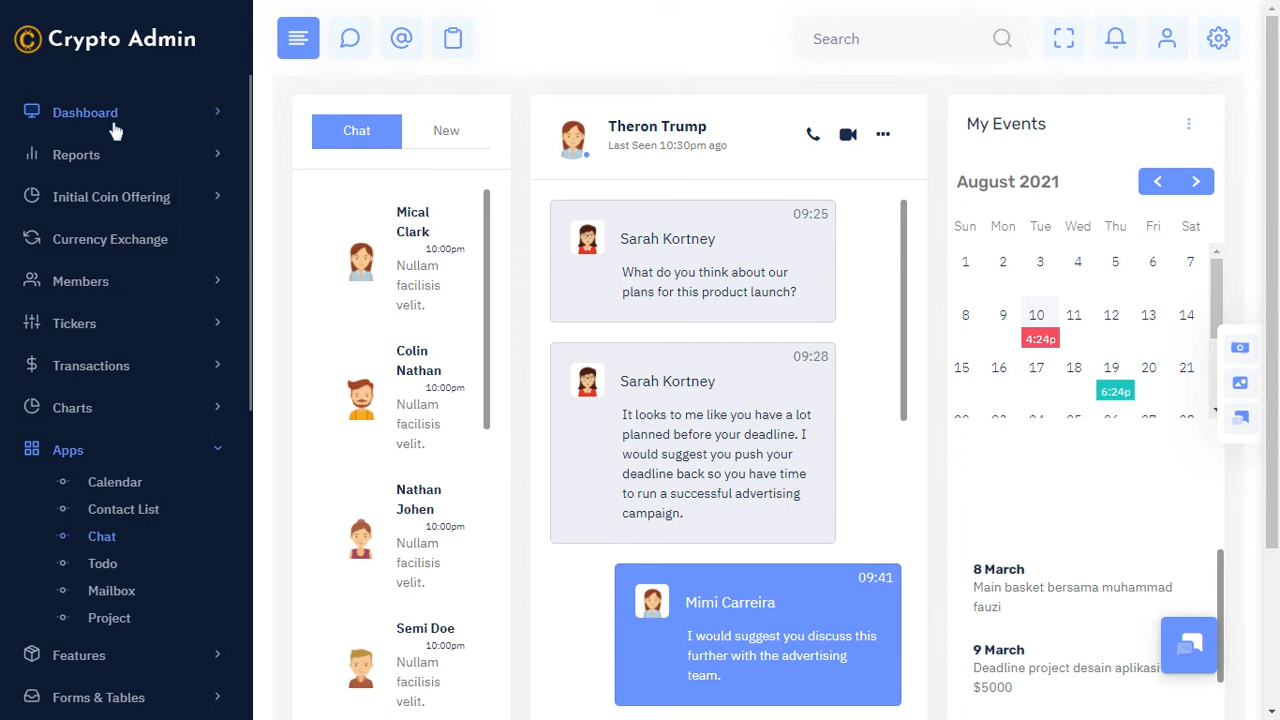 Crypto Admin
Dashboard
Reports
Initial Coin Offering
Currency Exchange
Members
Tickers
Transactions
Charts
Apps
Calendar
Contact List
Chat
Todo
Mailbox
Project
Features
Forms & Tables
Search
Chat
New
Mical
Clark
10:00pm
Nullam
facilisis
velit.
Colin
Nathan
10:00pm
Nullam
facilisis
velit.
Nathan
Johen
10:00pm
Nullam
facilisis
velit.
Semi Doe
10:00pm
Nullam
facilisis
velit.
Theron Trump
Last Seen 10:30pm ago
09:25
Sarah Kortney
What do you think about our
plans for this product launch?
09:28
Sarah Kortney
It looks to me like you have a lot
planned before your deadline. I
would suggest you push your
deadline back so you have time
to run a successful advertising
campaign.
09:41
Mimi Carreira
I would suggest you discuss this
further with the advertising
team.
My Events
August 2021
Sun Mon Tue Wed Thu Fri Sat
1 2 3 4 5 6 7
8 9 10 11 12 13 14
4:24p
15 16 17 18 19 20 21
6:24p
8 March
Main basket bersama muhammad
fauzi
9 March
Deadline project desain aplikasi
$5000